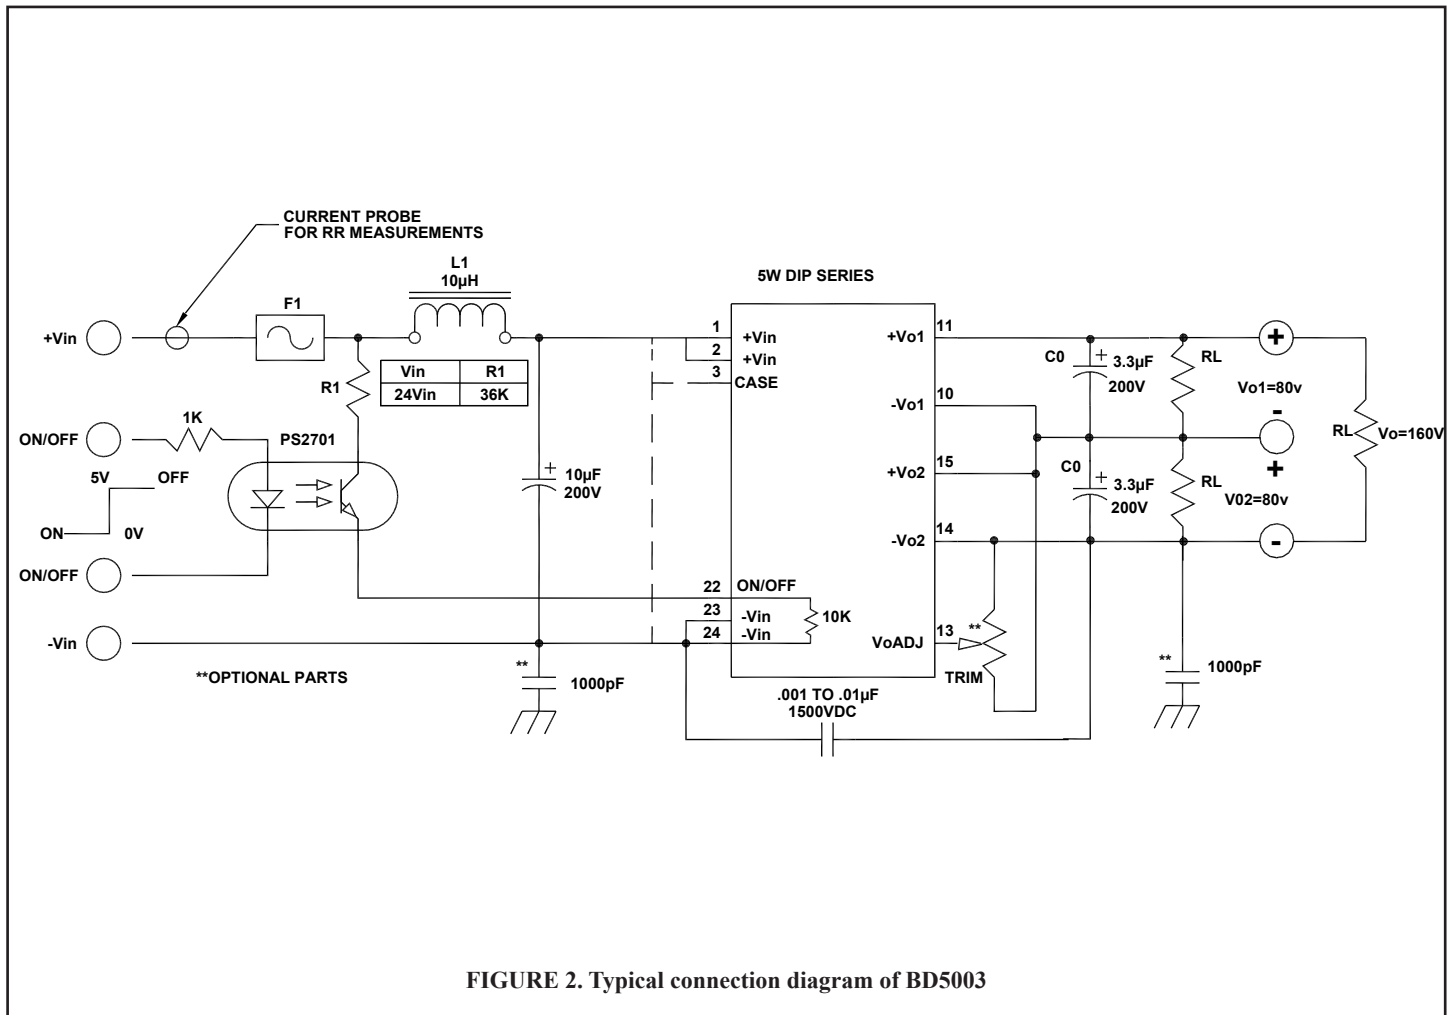 CURRENT PROBE
FOR RR MEASUREMENTS
L1
10µH
5W DIP SERIES
F1
+Vin
1
+Vin
2
+Vin
3
CASE
11
+Vo1
10
-Vo1
15
+Vo2
14
-Vo2
Vin R1
24Vin 36K
R1
1K
PS2701
ON/OFF
5V OFF
ON 0V
ON/OFF
-Vin
10µF
200V
+
22
ON/OFF
23
-Vin
24
-Vin
10K
13
VoADJ
**
TRIM
**OPTIONAL PARTS
**
1000pF
.001 TO .01µF
1500VDC
C0
+
3.3µF
200V
RL
+
Vo1=80v
-
C0
+
3.3µF
200V
RL
+
V02=80v
-
RL
Vo=160V
**
1000pF
FIGURE 2. Typical connection diagram of BD5003